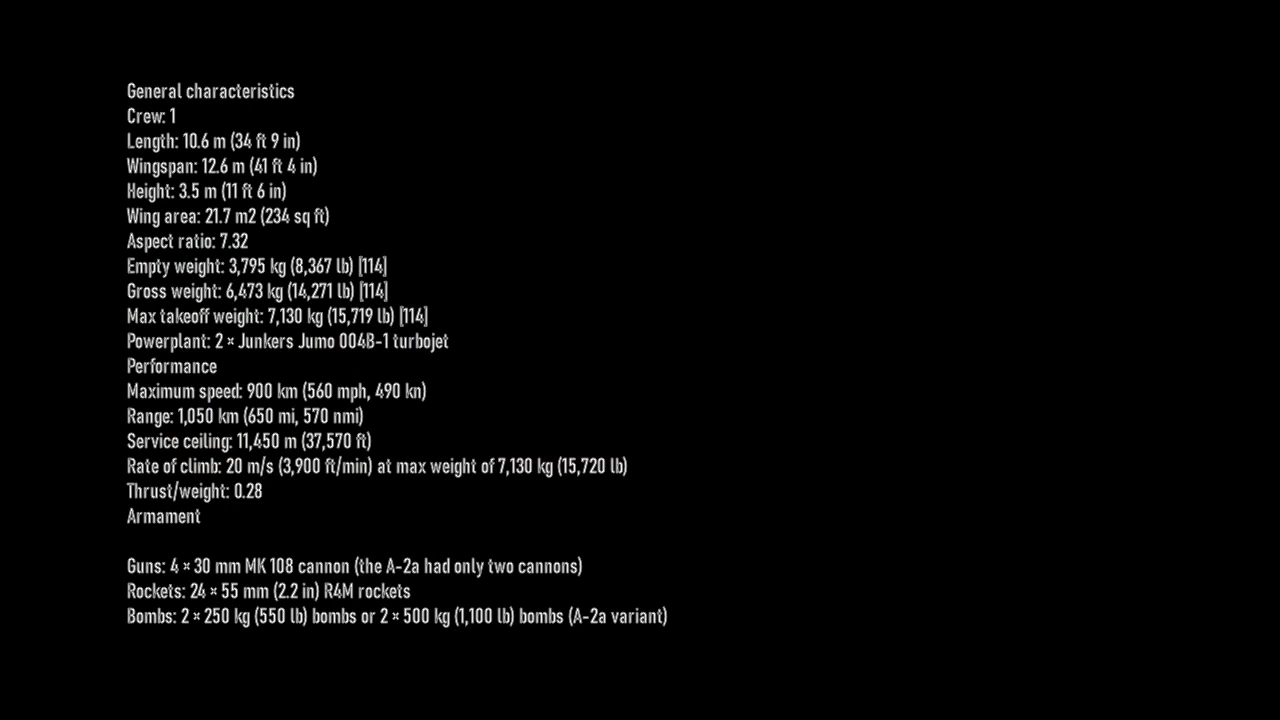 General characteristics
Crew: 1
Length: 10.6 m (34 ft 9 in)
Wingspan: 12.6 m (41 ft 4 in)
Height: 3.5 m (11 ft 6 in)
Wing area: 21.7 m2 (234 sq ft)
Aspect ratio: 7.32
Empty weight: 3,795 kg (8,367 lb) [114]
Gross weight: 6,473 kg (14,271 lb) [114]
Max takeoff weight: 7,130 kg (15,719 lb) [114]
Powerplant: 2 × Junkers Jumo 004B-1 turbojet
Performance
Maximum speed: 900 km (560 mph, 490 kn)
Range: 1,050 km (650 mi, 570 nmi)
Service ceiling: 11,450 m (37,570 ft)
Rate of climb: 20 m/s (3,900 ft/min) at max weight of 7,130 kg (15,720 lb)
Thrust/weight: 0.28
Armament
Guns: 4 × 30 mm MK 108 cannon (the A-2a had only two cannons)
Rockets: 24 × 55 mm (2.2 in) R4M rockets
Bombs: 2 × 250 kg (550 lb) bombs or 2 × 500 kg (1,100 lb) bombs (A-2a variant)